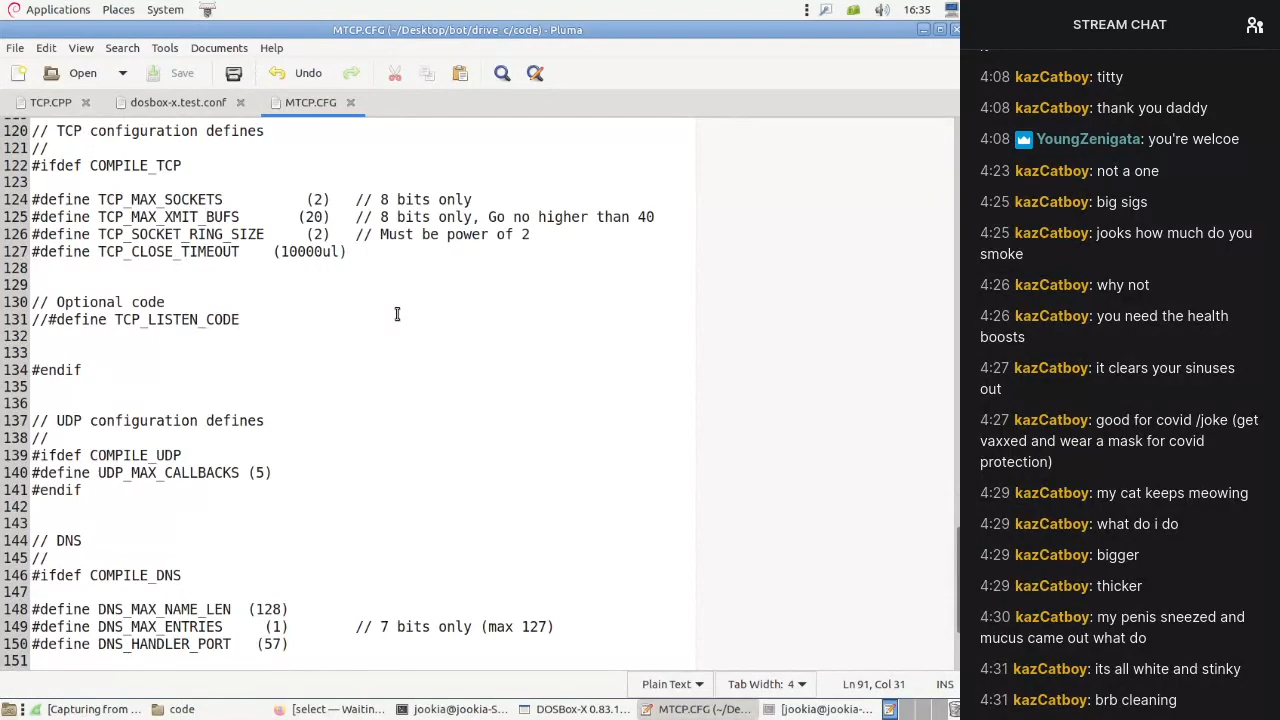 Applications Places System 16:35
MTCP.CFG (~/Desktop/bot/drive_c/code) - Pluma
File Edit View Search Tools Documents Help
Open Save Undo
TCP.CPP dosbox-x.test.conf MTCP.CFG
120 // TCP configuration defines
121 //
122 #ifdef COMPILE_TCP
123
124 #define TCP_MAX_SOCKETS (2) // 8 bits only
125 #define TCP_MAX_XMIT_BUFS (20) // 8 bits only, Go no higher than 40
126 #define TCP_SOCKET_RING_SIZE (2) // Must be power of 2
127 #define TCP_CLOSE_TIMEOUT (10000ul)
128
129
130 // Optional code
131 //#define TCP_LISTEN_CODE
132
133
134 #endif
135
136
137 // UDP configuration defines
138 //
139 #ifdef COMPILE_UDP
140 #define UDP_MAX_CALLBACKS (5)
141 #endif
142
143
144 // DNS
145 //
146 #ifdef COMPILE_DNS
147
148 #define DNS_MAX_NAME_LEN (128)
149 #define DNS_MAX_ENTRIES (1) // 7 bits only (max 127)
150 #define DNS_HANDLER_PORT (57)
151
Plain Text Tab Width: 4 Ln 91, Col 31 INS
[Capturing from ... code [select — Waitin... jookia@jookia-S... DOSBox-X 0.83.1... MTCP.CFG (~/De... [jookia@jookia-...
STREAM CHAT
4:08 kazCatboy: titty
4:08 kazCatboy: thank you daddy
4:08 YoungZenigata: you're welcoe
4:23 kazCatboy: not a one
4:25 kazCatboy: big sigs
4:25 kazCatboy: jooks how much do you
smoke
4:26 kazCatboy: why not
4:26 kazCatboy: you need the health
boosts
4:27 kazCatboy: it clears your sinuses
out
4:27 kazCatboy: good for covid /joke (get
vaxxed and wear a mask for covid
protection)
4:29 kazCatboy: my cat keeps meowing
4:29 kazCatboy: what do i do
4:29 kazCatboy: bigger
4:29 kazCatboy: thicker
4:30 kazCatboy: my penis sneezed and
mucus came out what do
4:31 kazCatboy: its all white and stinky
4:31 kazCatboy: brb cleaning